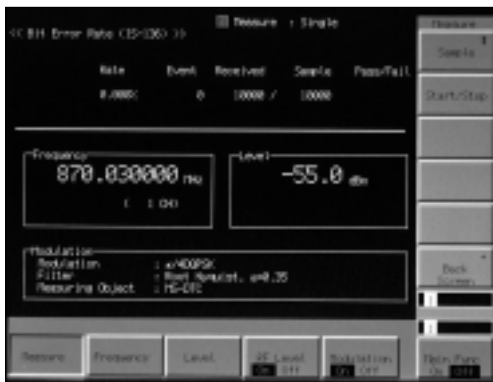 Measure : Single
<< Bit Error Rate (IS-136) >>
Rate Event Received Sample Pass/Fail
0.000% 0 10000 / 10000
Frequency
870.030000 MHz
( 1 CH)
Level
-55.0 dBm
Modulation
Modulation : π/4DQPSK
Filter : Root Nyquist, α=0.35
Measuring Object : MS-DTC
Measure
Sample
Start/Stop
Back
Screen
Measure
Frequency
Level
RF Level
On Off
Modulation
On Off
Main Func
On Off